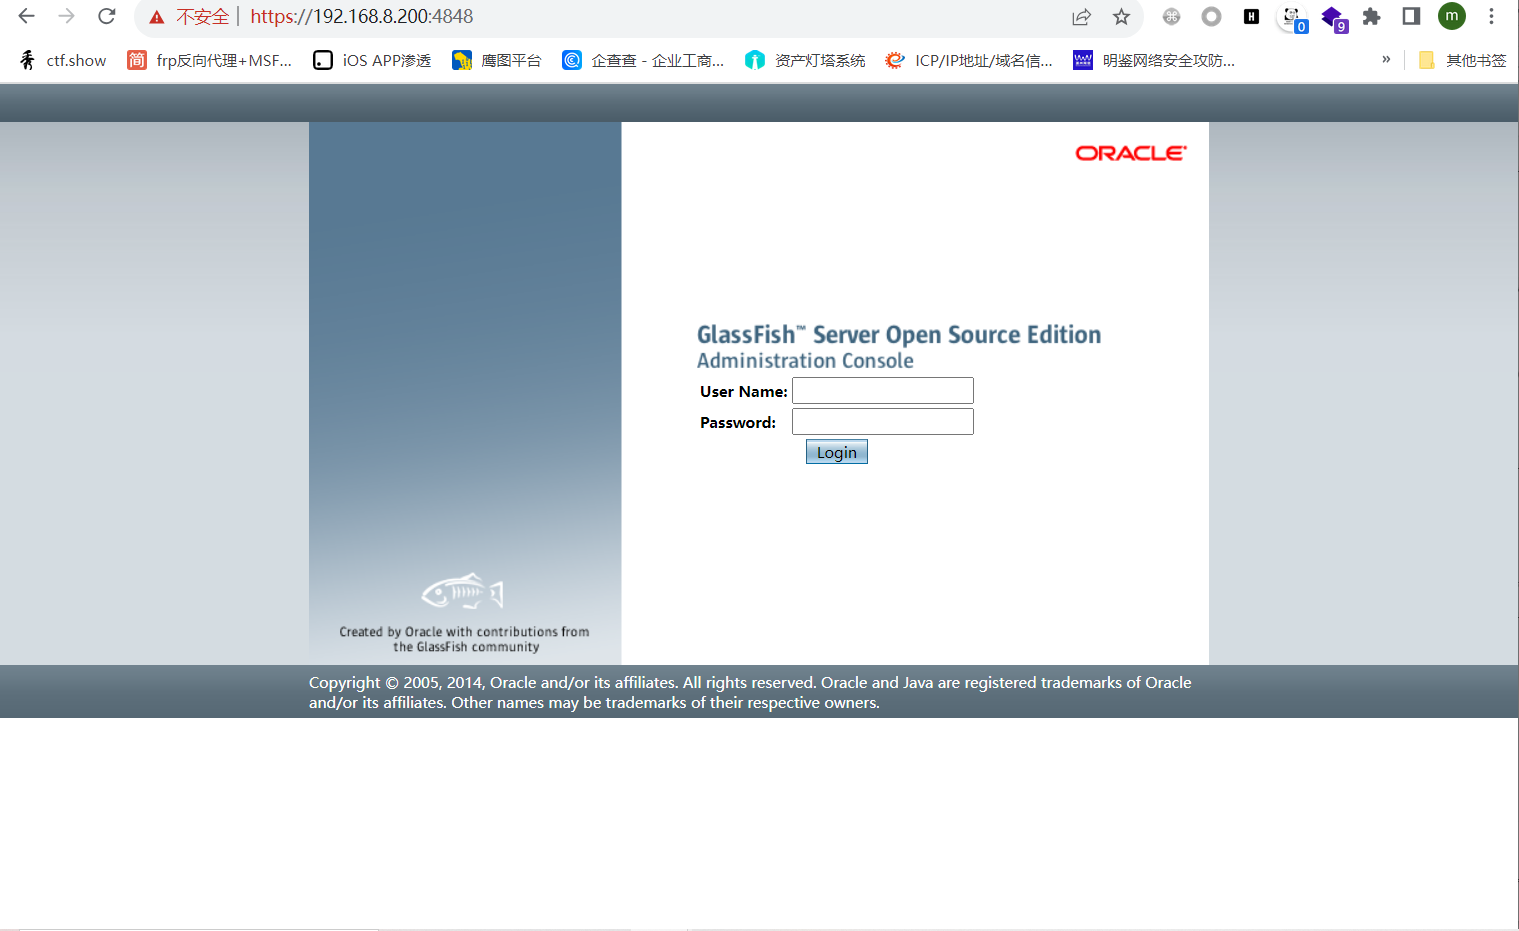 不安全 https://192.168.8.200:4848
ctf.show 简 frp反向代理+MSF... iOS APP渗透 鹰图平台 企查查 - 企业工商... 资产灯塔系统 ICP/IP地址/域名信... 明鉴网络安全攻防... » 其他书签
H 0 9 m
ORACLE
GlassFish™ Server Open Source Edition
Administration Console
User Name:
Password:
Login
Created by Oracle with contributions from
the GlassFish community
Copyright © 2005, 2014, Oracle and/or its affiliates. All rights reserved. Oracle and Java are registered trademarks of Oracle
and/or its affiliates. Other names may be trademarks of their respective owners.